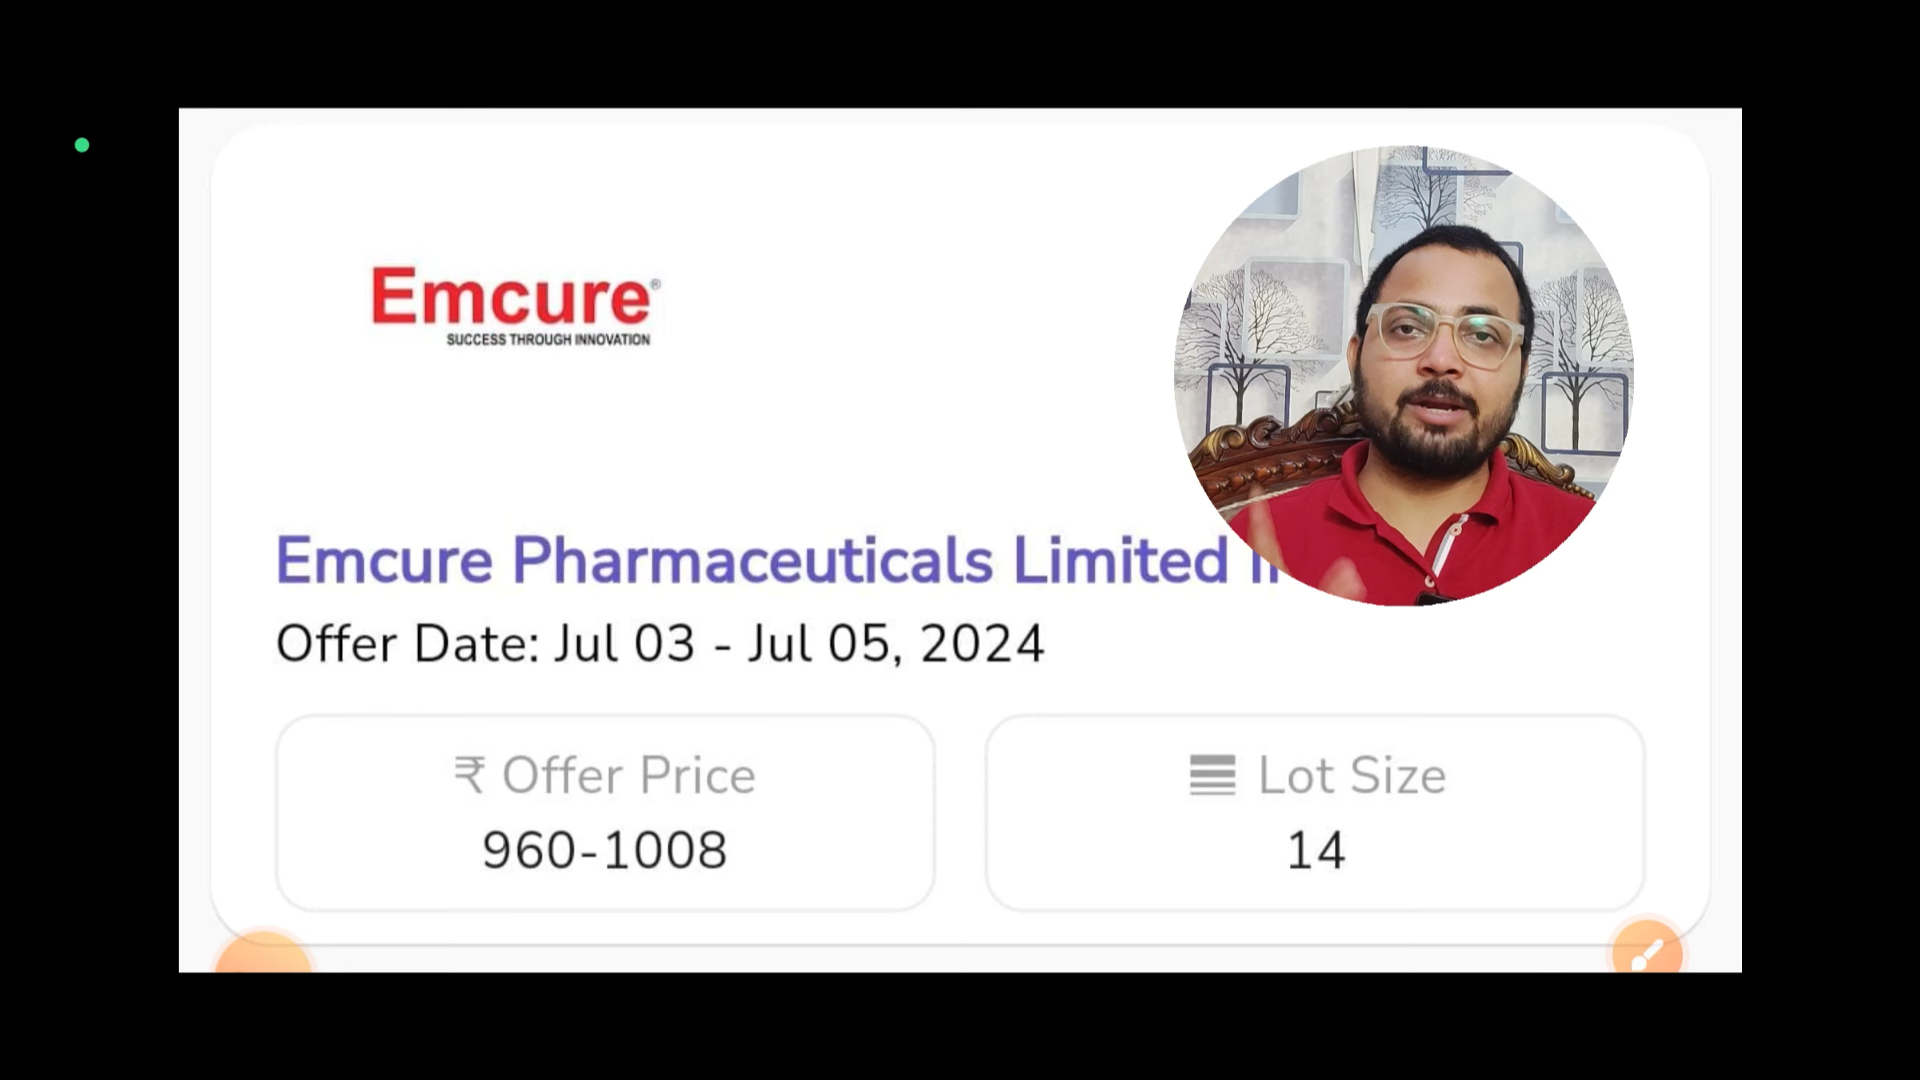 Emcure®
SUCCESS THROUGH INNOVATION
Emcure Pharmaceuticals Limited
Offer Date: Jul 03 - Jul 05, 2024
₹ Offer Price
960-1008
Lot Size
14